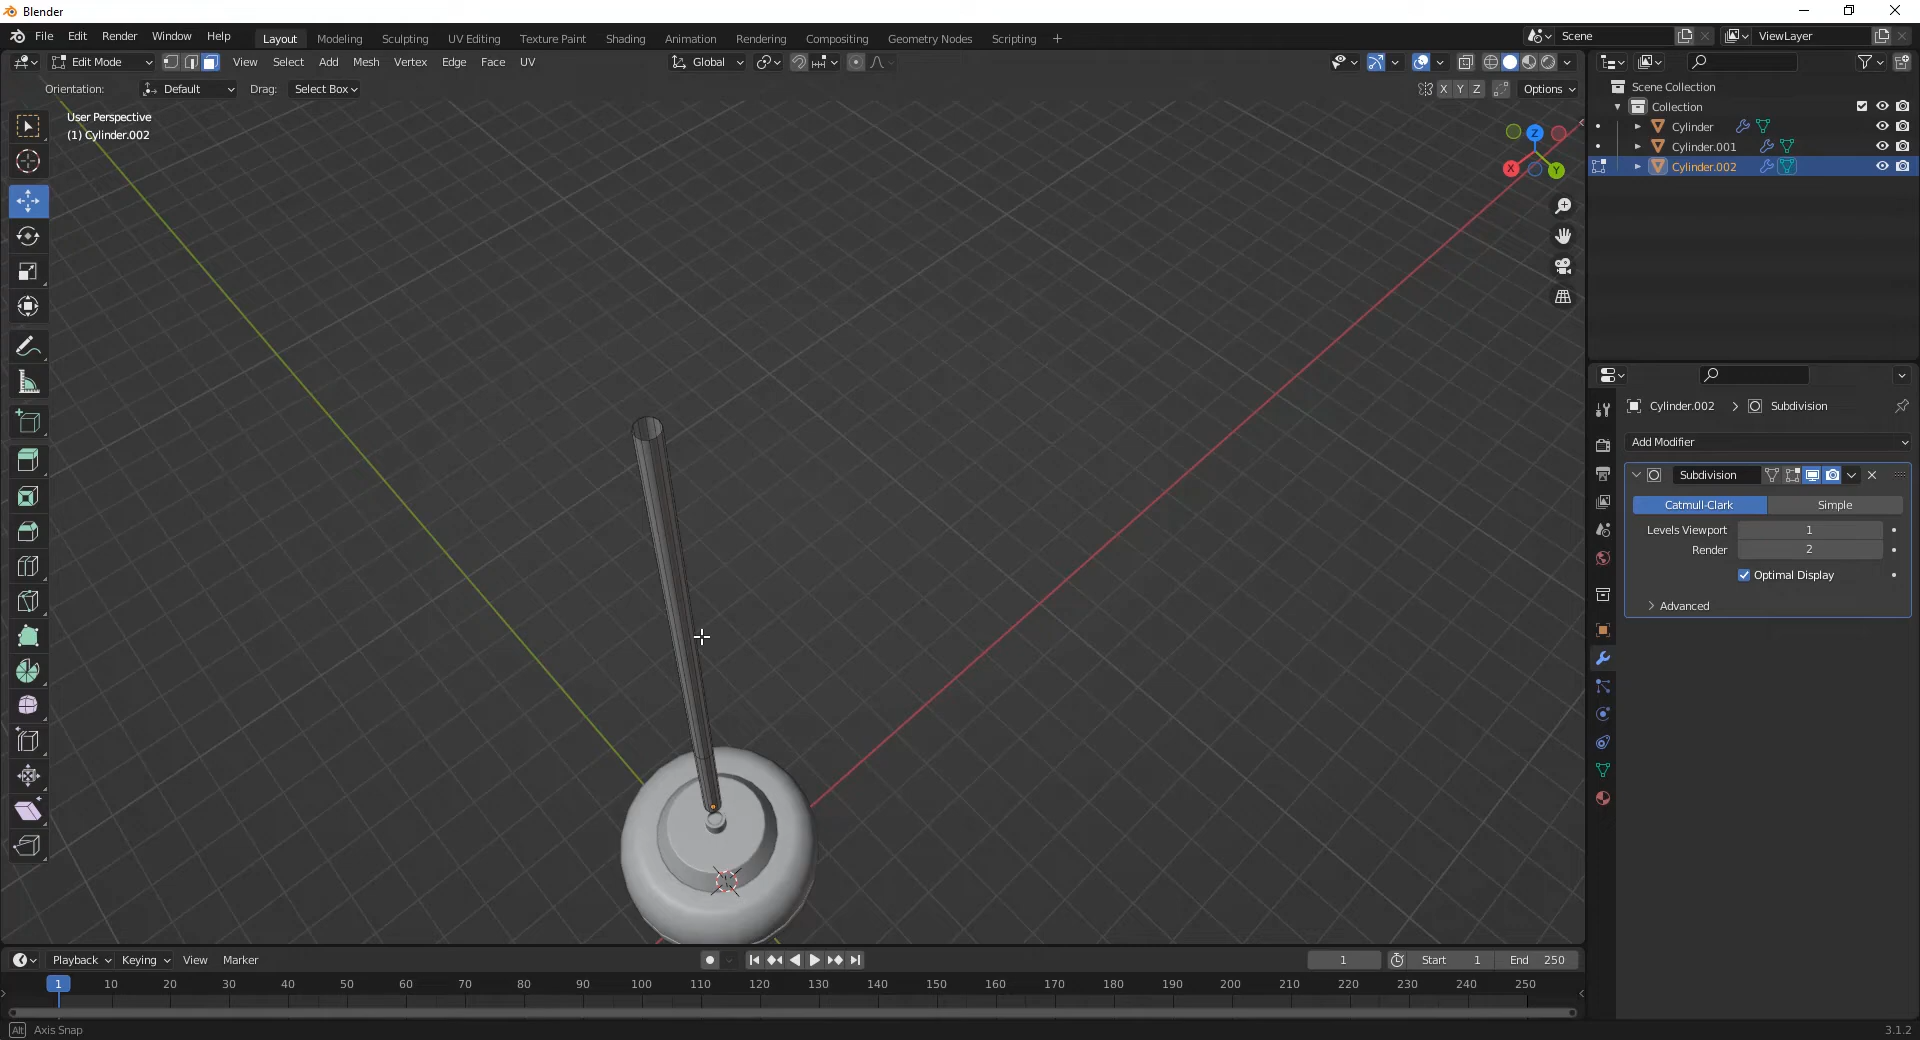 Blender
File Edit Render Window Help Layout Modeling Sculpting UV Editing Texture Paint Shading Animation Rendering Compositing Geometry Nodes Scripting + Scene ViewLayer
Edit Mode View Select Add Mesh Vertex Edge Face UV Global
Orientation: Default Drag: Select Box X Y Z Options
User Perspective
(1) Cylinder.002
Z
X Y
Scene Collection
Collection
Cylinder
Cylinder.001
Cylinder.002
Cylinder.002 > Subdivision
Add Modifier
Subdivision
Catmull-Clark Simple
Levels Viewport 1
Render 2
Optimal Display
Advanced
Playback Keying View Marker 1 Start 1 End 250
1 10 20 30 40 50 60 70 80 90 100 110 120 130 140 150 160 170 180 190 200 210 220 230 240 250
Alt Axis Snap 3.1.2